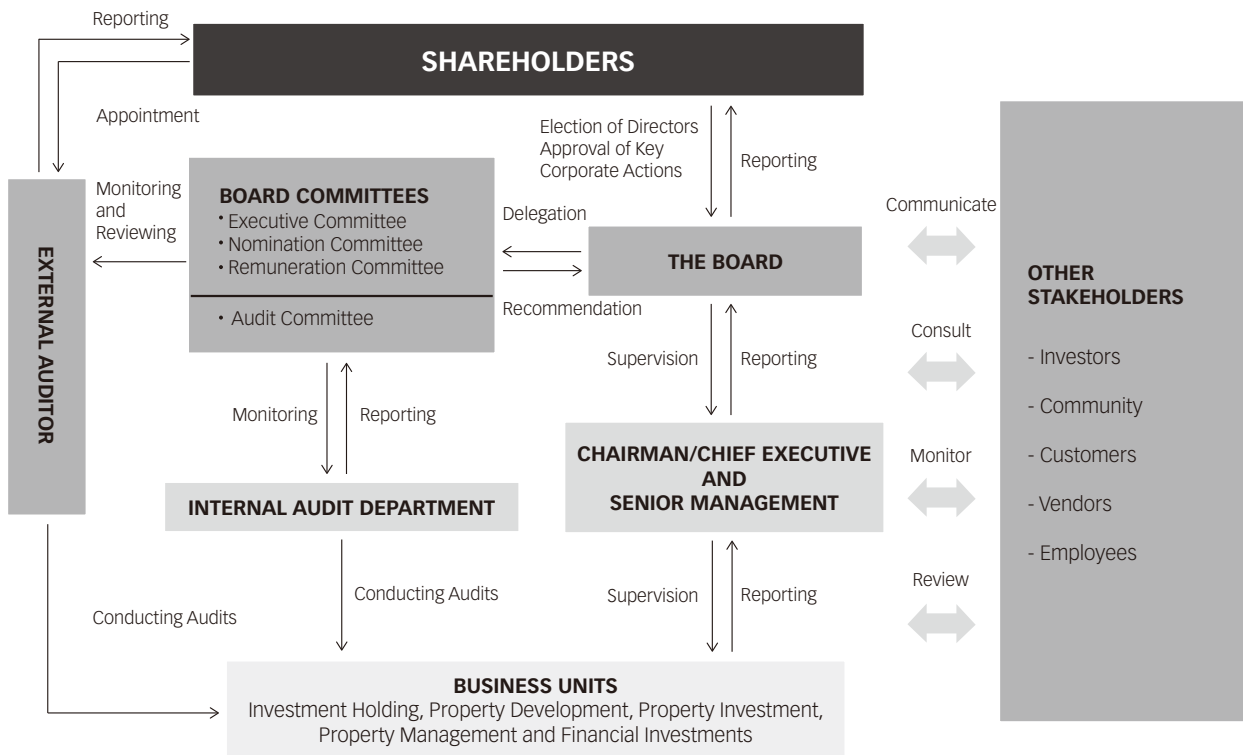 Reporting
SHAREHOLDERS
Appointment
Election of Directors
Approval of Key
Corporate Actions
Reporting
EXTERNAL AUDITOR
Monitoring
and
Reviewing
BOARD COMMITTEES
• Executive Committee
• Nomination Committee
• Remuneration Committee
• Audit Committee
Delegation
Recommendation
THE BOARD
Communicate
Consult
Monitor
Review
OTHER
STAKEHOLDERS
- Investors
- Community
- Customers
- Vendors
- Employees
Monitoring
Reporting
Supervision
Reporting
INTERNAL AUDIT DEPARTMENT
CHAIRMAN/CHIEF EXECUTIVE
AND
SENIOR MANAGEMENT
Conducting Audits
Conducting Audits
Supervision
Reporting
BUSINESS UNITS
Investment Holding, Property Development, Property Investment,
Property Management and Financial Investments